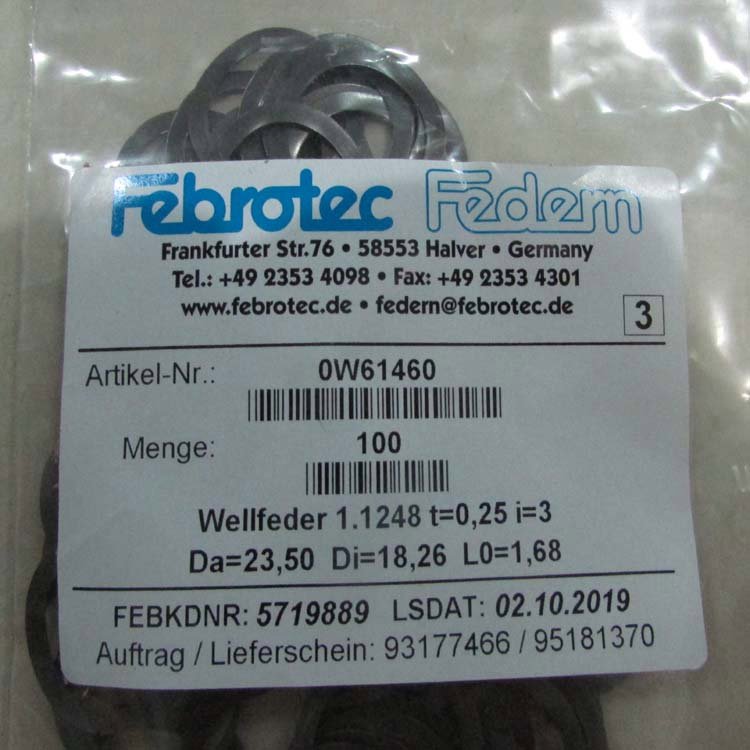 Febrotec Federn
Frankfurter Str.76 • 58553 Halver • Germany
Tel.: +49 2353 4098 • Fax: +49 2353 4301
www.febrotec.de • federn@febrotec.de
3
Artikel-Nr.: 0W61460
Menge: 100
Wellfeder 1.1248 t=0,25 i=3
Da=23,50 Di=18,26 L0=1,68
FEBKDNR: 5719889 LSDAT: 02.10.2019
Auftrag / Lieferschein: 93177466 / 95181370